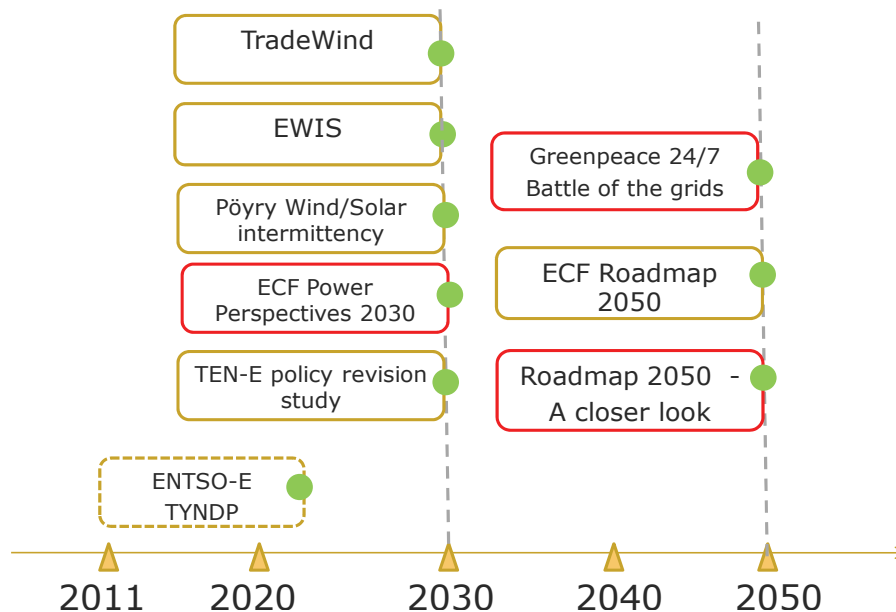 TradeWind
EWIS
Pöyry Wind/Solar
intermittency
ECF Power
Perspectives 2030
TEN-E policy revision
study
ENTSO-E
TYNDP
Greenpeace 24/7
Battle of the grids
ECF Roadmap
2050
Roadmap 2050 -
A closer look
2011 2020 2030 2040 2050